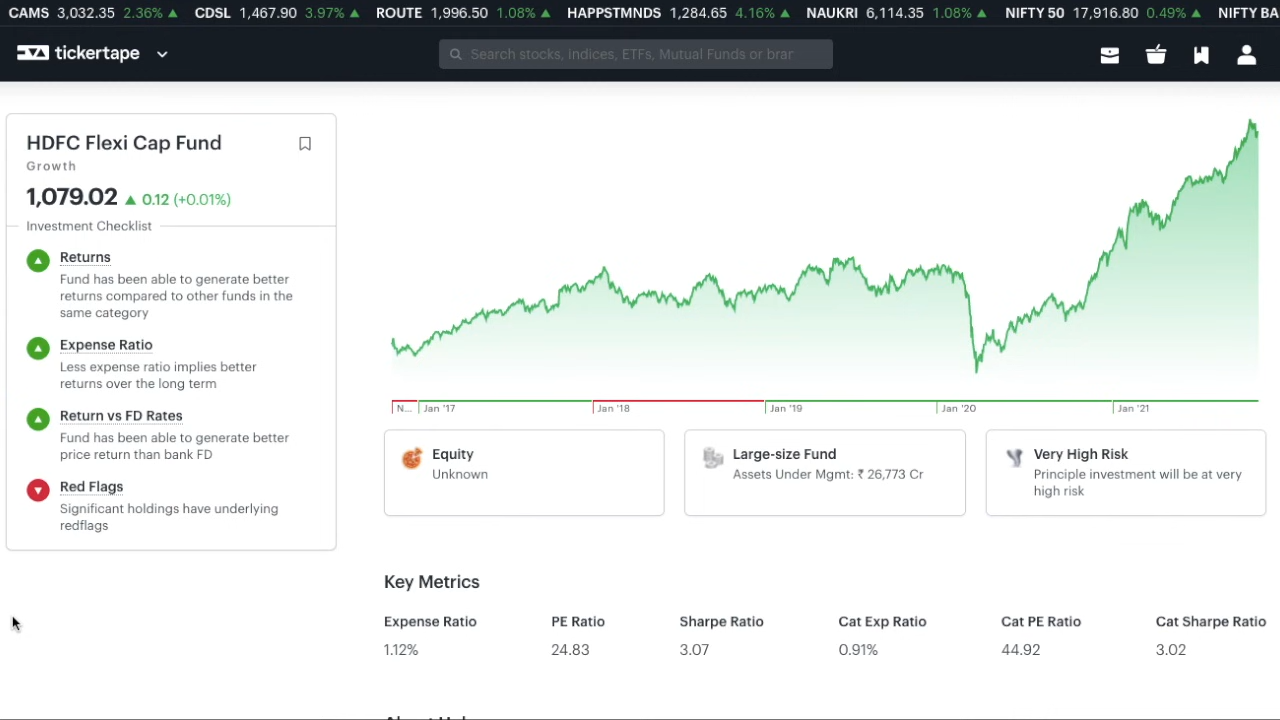 CAMS 3,032.35 2.36% ▲ CDSL 1,467.90 3.97% ▲ ROUTE 1,996.50 1.08% ▲ HAPPSTMNDS 1,284.65 4.16% ▲ NAUKRI 6,114.35 1.08% ▲ NIFTY 50 17,916.80 0.49% ▲ NIFTY BA
tickertape
Search stocks, indices, ETFs, Mutual Funds or brar
HDFC Flexi Cap Fund
Growth
1,079.02 ▲ 0.12 (+0.01%)
Investment Checklist
Returns
Fund has been able to generate better
returns compared to other funds in the
same category
Expense Ratio
Less expense ratio implies better
returns over the long term
Return vs FD Rates
Fund has been able to generate better
price return than bank FD
Red Flags
Significant holdings have underlying
redflags
N... Jan '17 Jan '18 Jan '19 Jan '20 Jan '21
Equity
Unknown
Large-size Fund
Assets Under Mgmt: ₹ 26,773 Cr
Very High Risk
Principle investment will be at very
high risk
Key Metrics
Expense Ratio PE Ratio Sharpe Ratio Cat Exp Ratio Cat PE Ratio Cat Sharpe Ratio
1.12% 24.83 3.07 0.91% 44.92 3.02